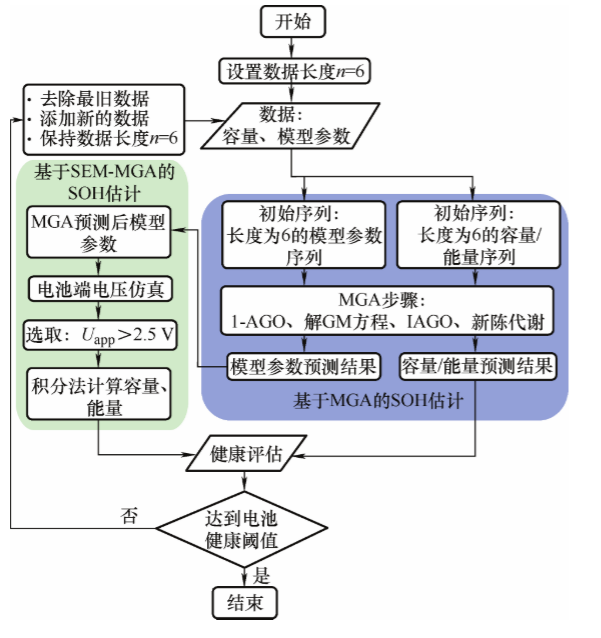 开始
设置数据长度n=6
· 去除最旧数据
· 添加新的数据
· 保持数据长度n=6
数据:
容量、模型参数
基于SEM-MGA的
SOH估计
MGA预测后模型
参数
电池端电压仿真
选取: Uapp＞2.5 V
积分法计算容量、
能量
初始序列:
长度为6的模型参数
序列
初始序列:
长度为6的容量/
能量序列
MGA步骤:
1-AGO、解GM方程、IAGO、新陈代谢
模型参数预测结果
容量/能量预测结果
基于MGA的SOH估计
健康评估
达到电池
健康阈值
否
是
结束